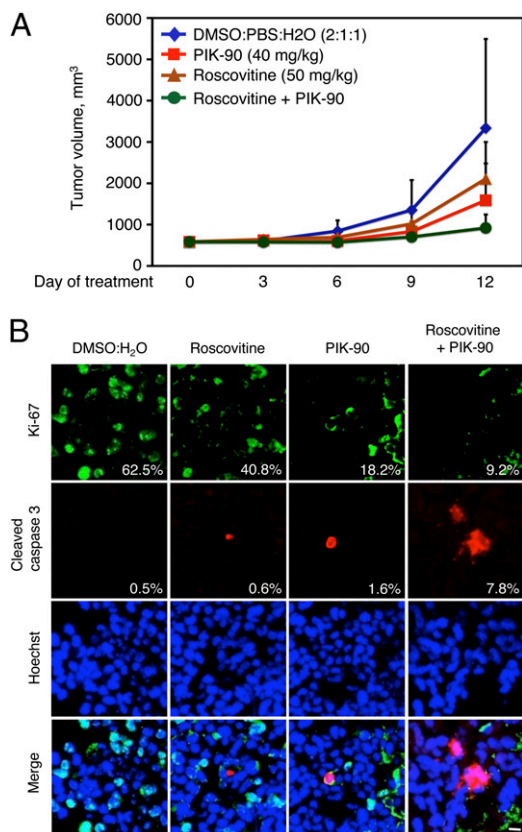 A
6000
5000
4000
3000
2000
1000
0
Tumor volume, mm³
DMSO:PBS:H2O (2:1:1)
PIK-90 (40 mg/kg)
Roscovitine (50 mg/kg)
Roscovitine + PIK-90
Day of treatment 0 3 6 9 12
B
DMSO:H₂O Roscovitine PIK-90 Roscovitine
+ PIK-90
Ki-67
62.5% 40.8% 18.2% 9.2%
Cleaved
caspase 3
0.5% 0.6% 1.6% 7.8%
Hoechst
Merge